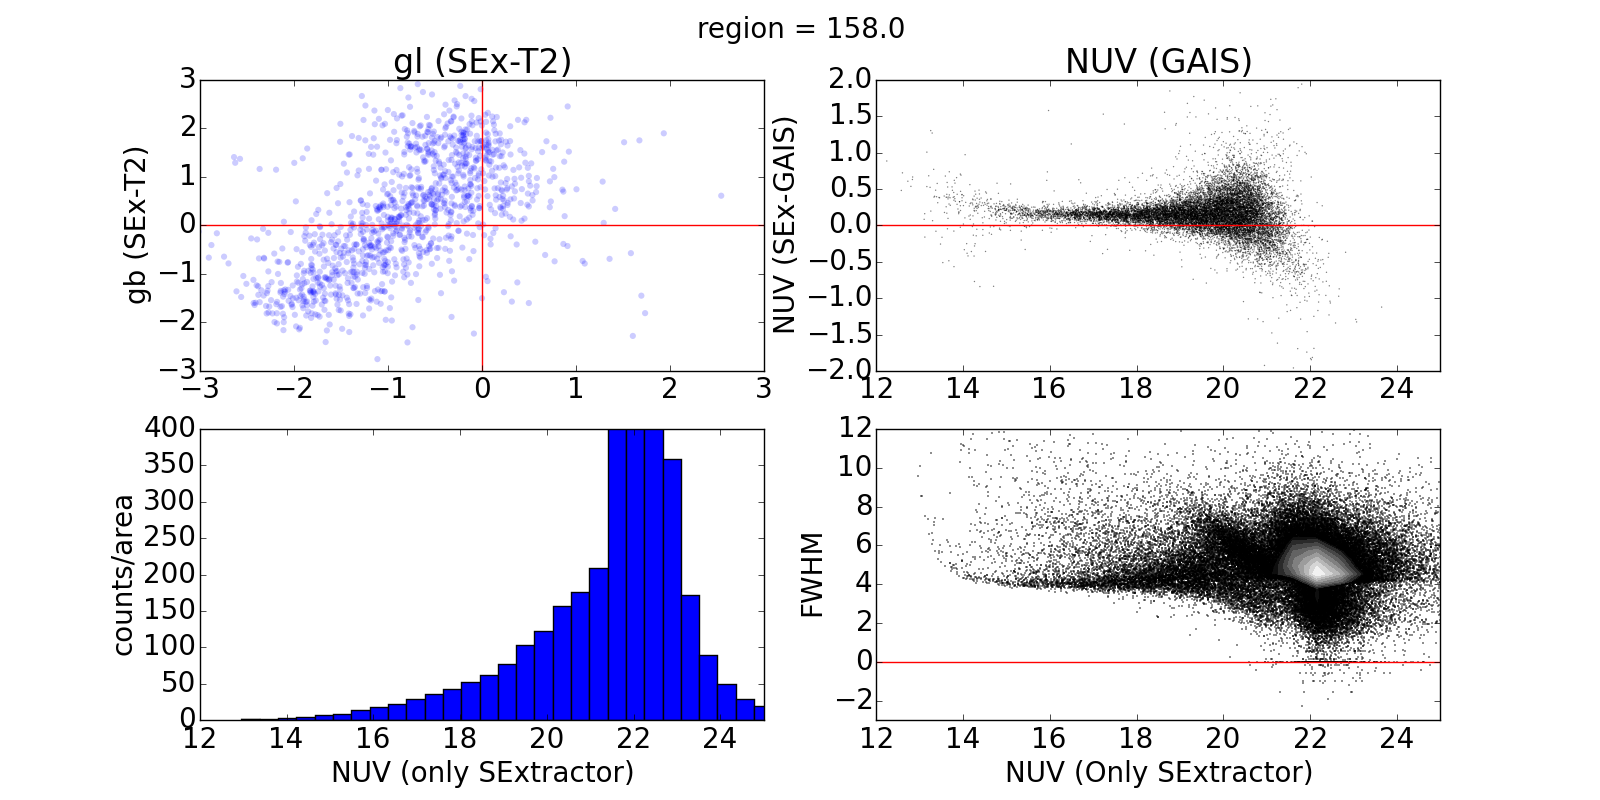 region = 158.0
gl (SEx-T2)
NUV (GAIS)
gb (SEx-T2)
3
2
1
0
−1
−2
−3
−3 −2 −1 0 1 2 3
NUV (SEx-GAIS)
2.0
1.5
1.0
0.5
0.0
−0.5
−1.0
−1.5
−2.0
12 14 16 18 20 22 24
counts/area
400
350
300
250
200
150
100
50
0
12 14 16 18 20 22 24
NUV (only SExtractor)
FWHM
12
10
8
6
4
2
0
−2
12 14 16 18 20 22 24
NUV (Only SExtractor)